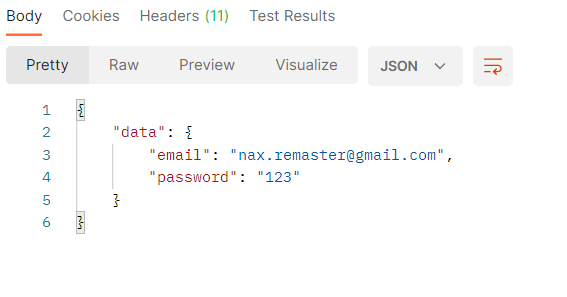 Body Cookies Headers (11) Test Results
Pretty Raw Preview Visualize JSON
1 {
2 "data": {
3 "email": "nax.remaster@gmail.com",
4 "password": "123"
5 }
6 }